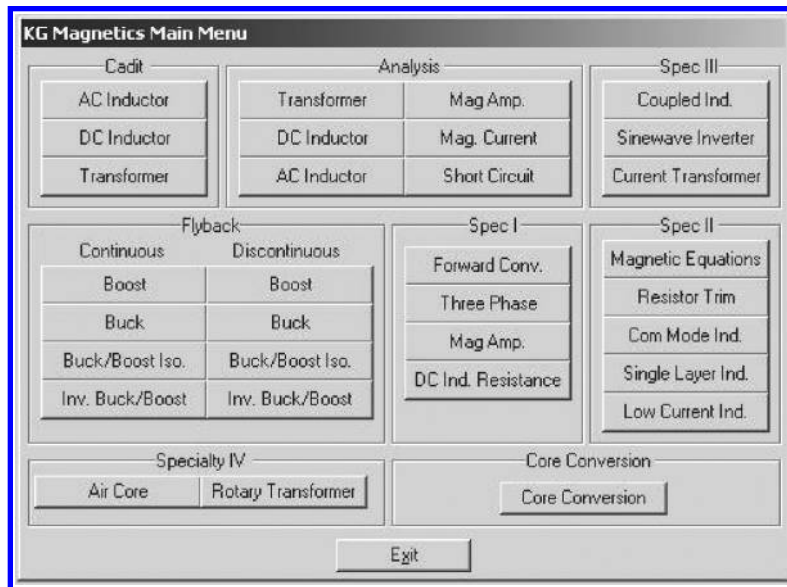 KG Magnetics Main Menu
Cadit
AC Inductor
DC Inductor
Transformer
Analysis
Transformer
Mag Amp.
DC Inductor
Mag. Current
AC Inductor
Short Circuit
Spec III
Coupled Ind.
Sinewave Inverter
Current Transformer
Flyback
Continuous
Discontinuous
Boost
Boost
Buck
Buck
Buck/Boost Iso.
Buck/Boost Iso.
Inv. Buck/Boost
Inv. Buck/Boost
Spec I
Forward Conv.
Three Phase
Mag Amp.
DC Ind. Resistance
Spec II
Magnetic Equations
Resistor Trim
Com Mode Ind.
Single Layer Ind.
Low Current Ind.
Specialty IV
Air Core
Rotary Transformer
Core Conversion
Core Conversion
Exit